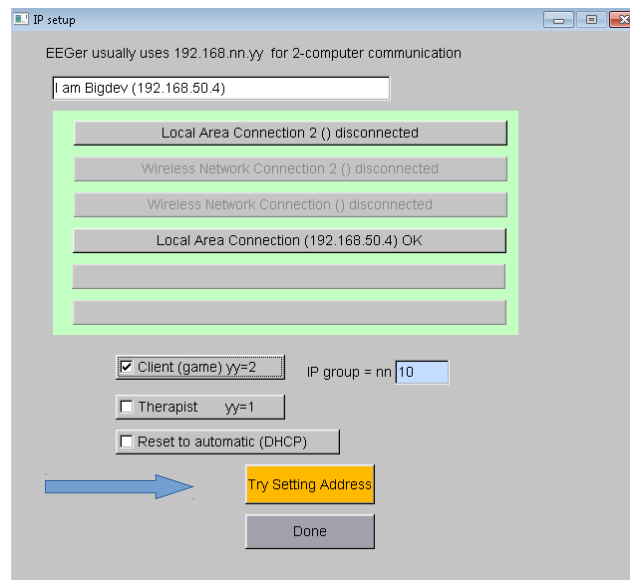 IP setup
EEGer usually uses 192.168.nn.yy for 2-computer communication
I am Bigdev (192.168.50.4)
Local Area Connection 2 () disconnected
Wireless Network Connection 2 () disconnected
Wireless Network Connection () disconnected
Local Area Connection (192.168.50.4) OK
Client (game) yy=2
IP group = nn 10
Therapist yy=1
Reset to automatic (DHCP)
Try Setting Address
Done